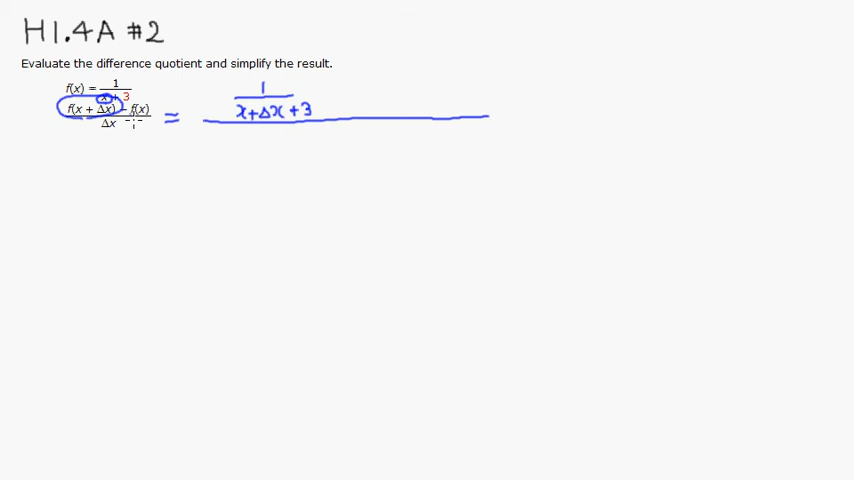 H1.4A #2
Evaluate the difference quotient and simplify the result.
f(x) = 1/(x + 3)
(f(x + Δx) − f(x))/Δx = (1/(x+Δx+3))/